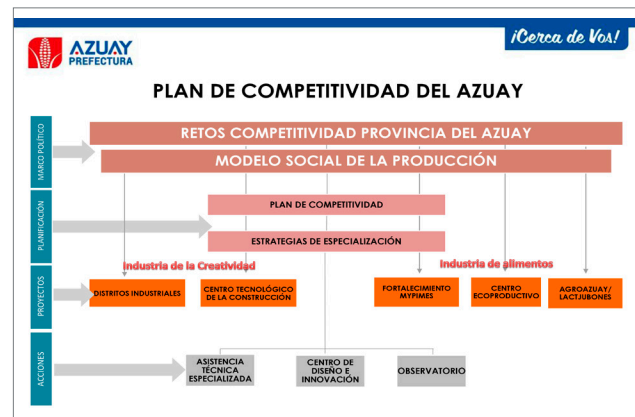 ¡Cerca de Vos!
AZUAY
PREFECTURA
PLAN DE COMPETITIVIDAD DEL AZUAY
MARCO POLÍTICO
RETOS COMPETITIVIDAD PROVINCIA DEL AZUAY
MODELO SOCIAL DE LA PRODUCCIÓN
PLANIFICACIÓN
PLAN DE COMPETITIVIDAD
ESTRATEGIAS DE ESPECIALIZACIÓN
Industria de la Creatividad
Industria de alimentos
PROYECTOS
DISTRITOS INDUSTRIALES
CENTRO TECNOLÓGICO
DE LA CONSTRUCCIÓN
FORTALECIMIENTO
MYPIMES
CENTRO
ECOPRODUCTIVO
AGROAZUAY/
LACTJUBONES
ACCIONES
ASISTENCIA
TÉCNICA
ESPECIALIZADA
CENTRO DE
DISEÑO E
INNOVACIÓN
OBSERVATORIO